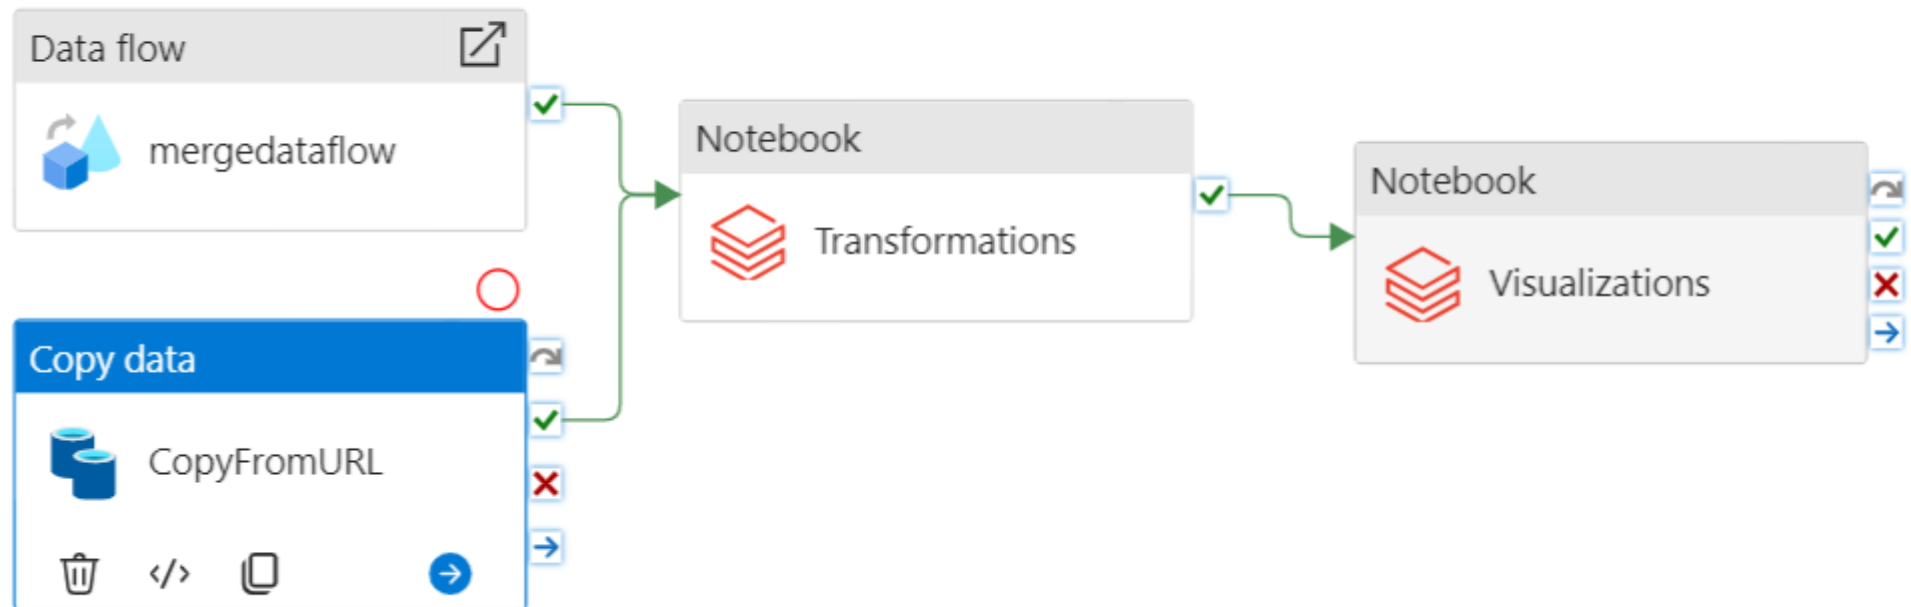 Data flow
mergedataflow
Copy data
CopyFromURL
Notebook
Transformations
Notebook
Visualizations